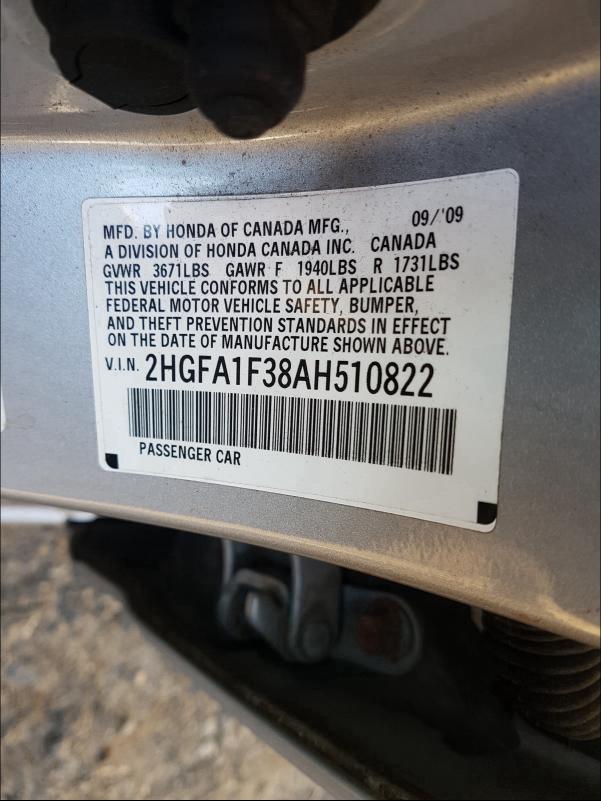 MFD. BY HONDA OF CANADA MFG., 09/'09
A DIVISION OF HONDA CANADA INC. CANADA
GVWR 3671LBS GAWR F 1940LBS R 1731LBS
THIS VEHICLE CONFORMS TO ALL APPLICABLE
FEDERAL MOTOR VEHICLE SAFETY, BUMPER,
AND THEFT PREVENTION STANDARDS IN EFFECT
ON THE DATE OF MANUFACTURE SHOWN ABOVE.
V.I.N. 2HGFA1F38AH510822
PASSENGER CAR